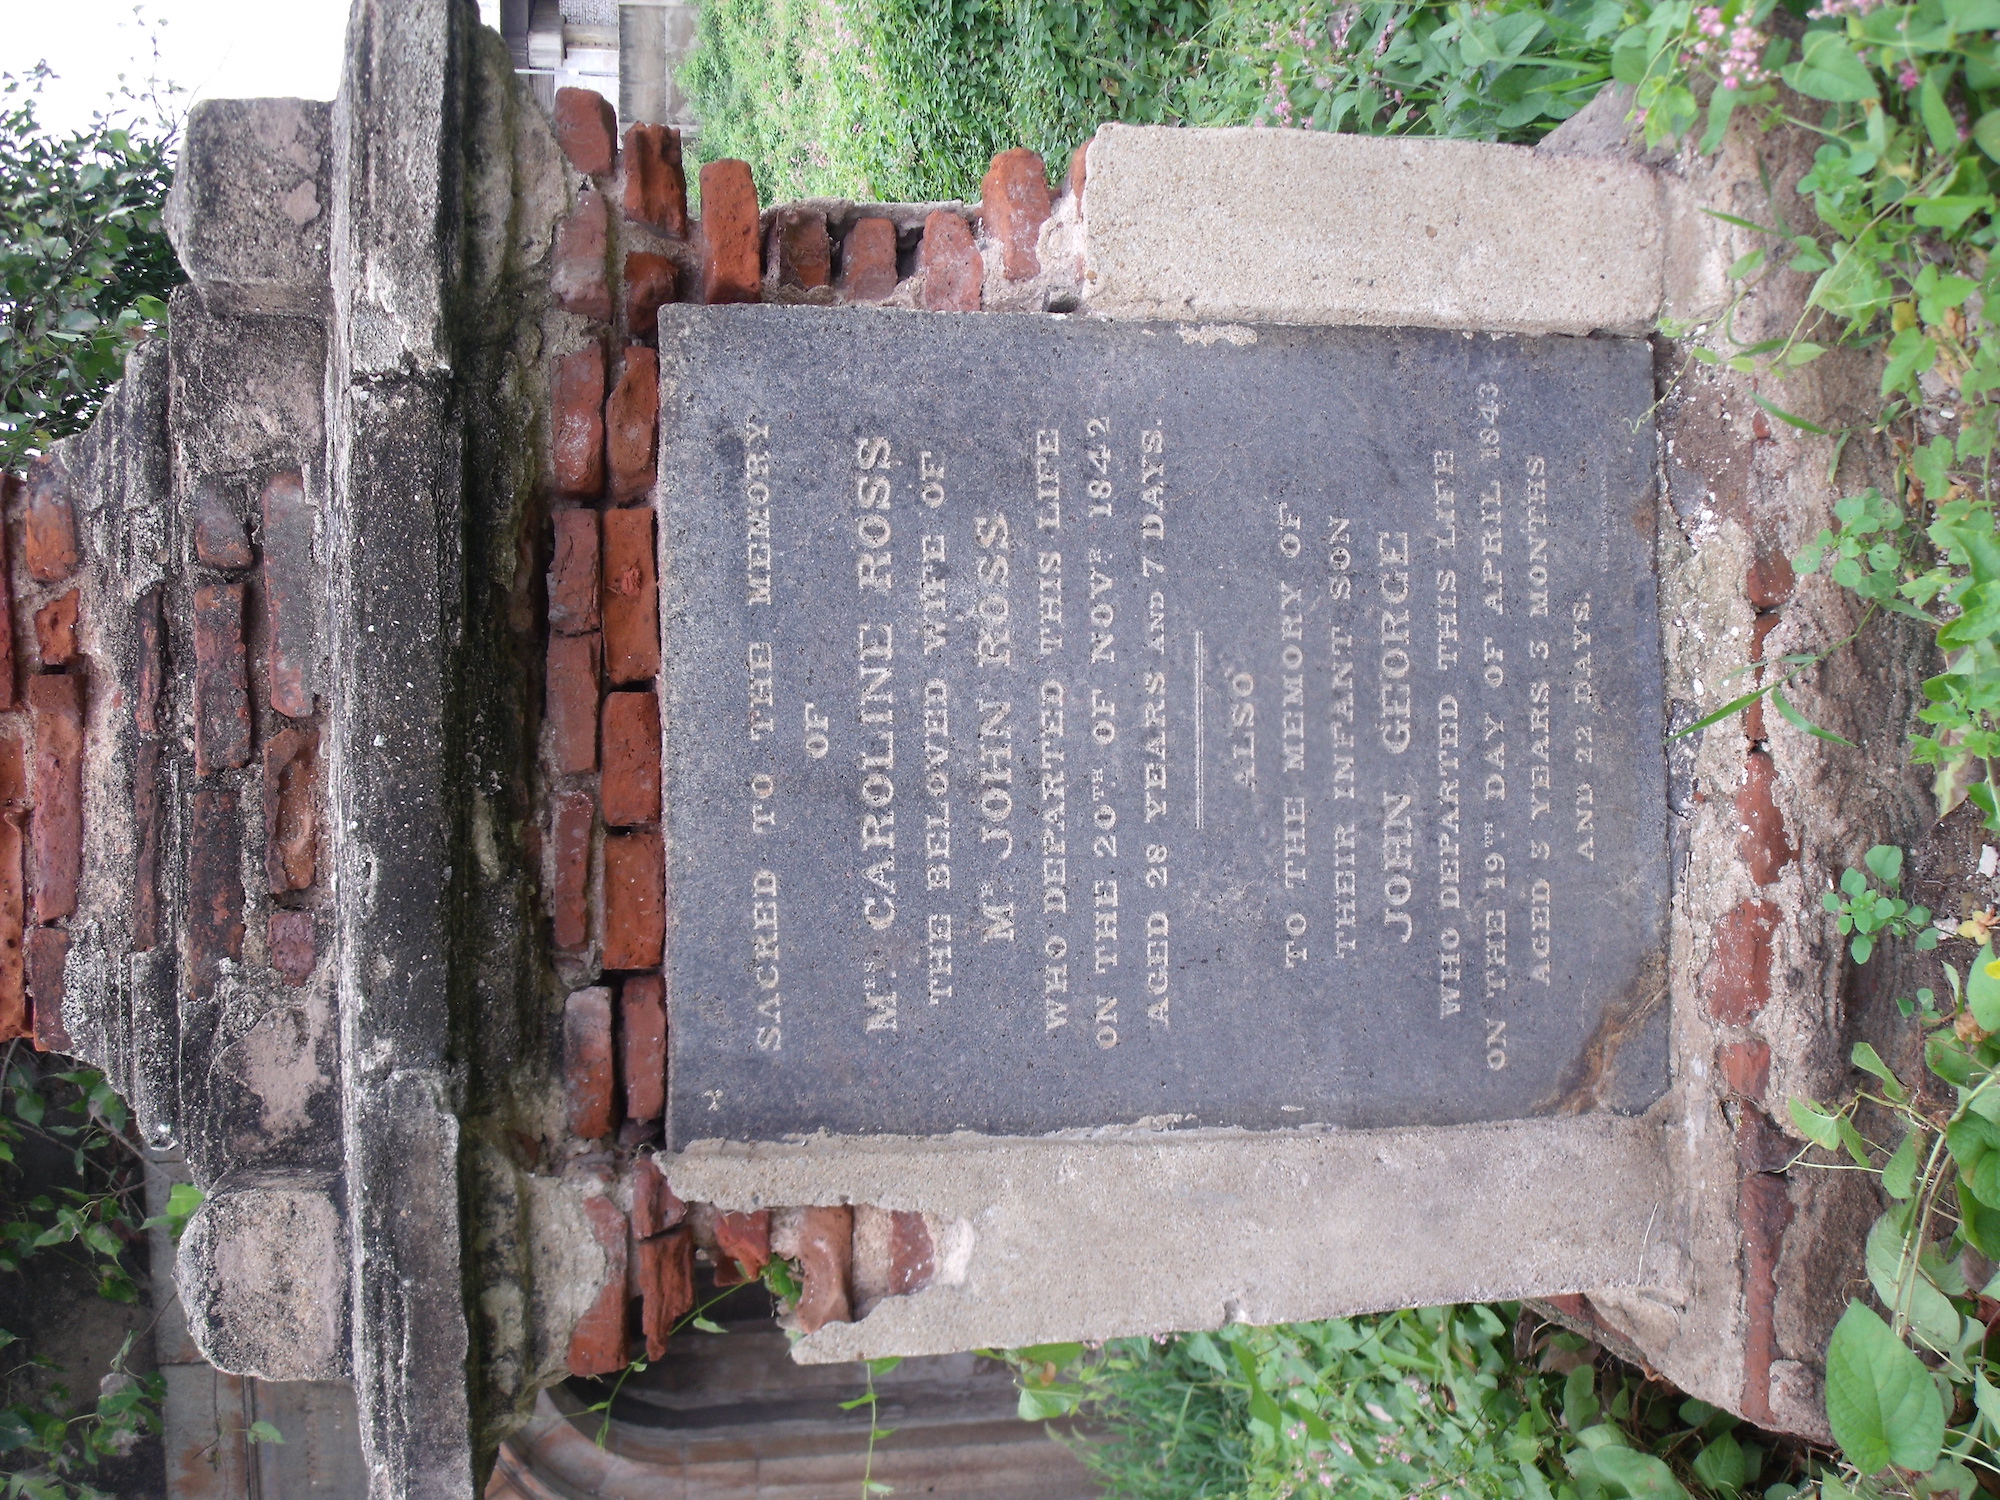 SACRED TO THE MEMORY
OF
Mrs CAROLINE ROSS,
THE BELOVED WIFE OF
Mr. JOHN ROSS
WHO DEPARTED THIS LIFE
ON THE 20TH OF NOVR 1842
AGED 28 YEARS AND 7 DAYS.
ALSO
TO THE MEMORY OF
THEIR INFANT SON
JOHN GEORGE
WHO DEPARTED THIS LIFE
ON THE 19TH DAY OF APRIL 1843
AGED 3 YEARS 3 MONTHS
AND 22 DAYS.